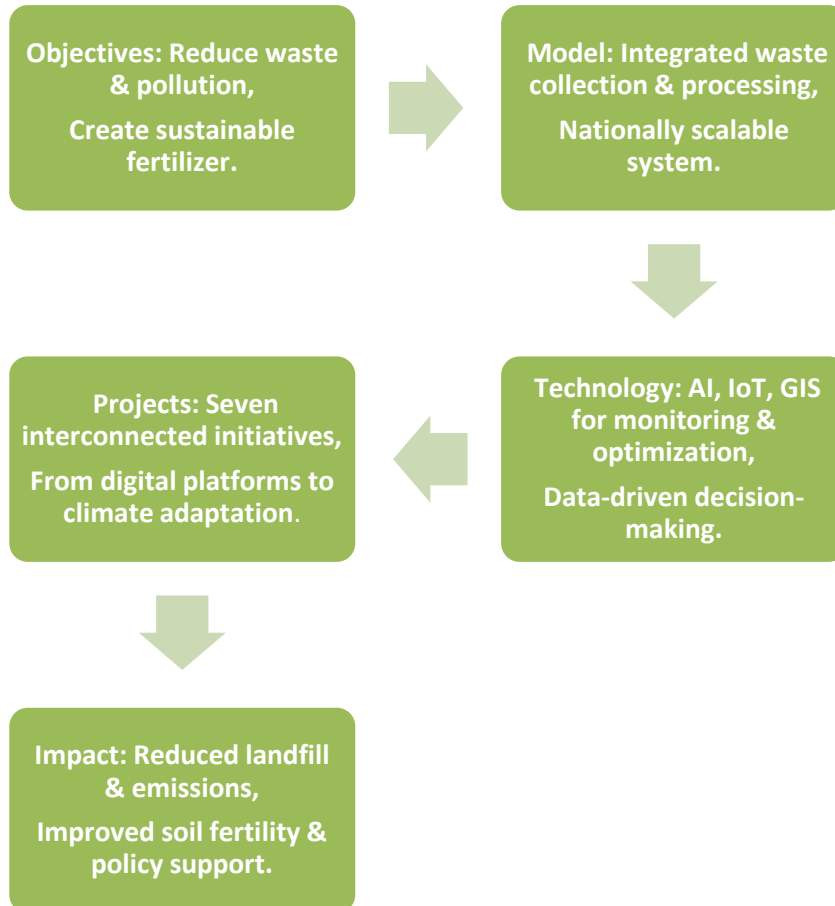 Objectives: Reduce waste
& pollution,
Create sustainable
fertilizer.
Model: Integrated waste
collection & processing,
Nationally scalable
system.
Technology: AI, IoT, GIS
for monitoring &
optimization,
Data-driven decision-
making.
Projects: Seven
interconnected initiatives,
From digital platforms to
climate adaptation.
Impact: Reduced landfill
& emissions,
Improved soil fertility &
policy support.